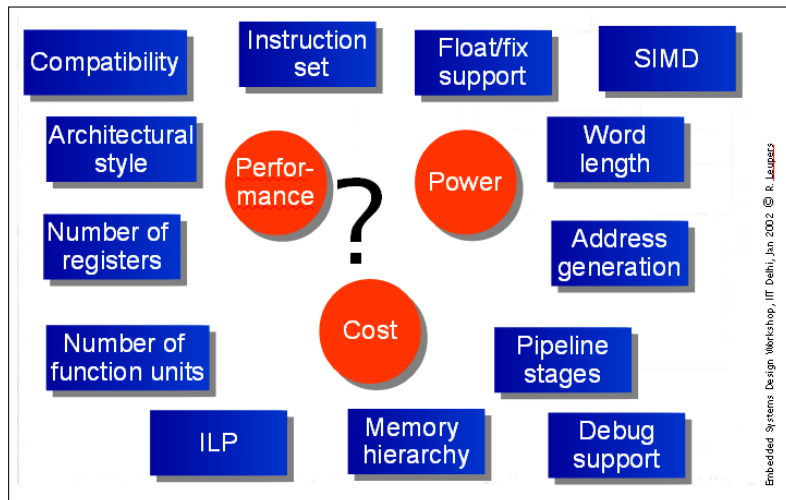 Compatibility
Instruction
set
Float/fix
support
SIMD
Architectural
style
Perfor-
mance
Power
Word
length
?
Number of
registers
Address
generation
Cost
Number of
function units
Pipeline
stages
ILP
Memory
hierarchy
Debug
support
Embedded Systems Design Workshop, IIT Delhi, Jan 2002 © R. Leupers